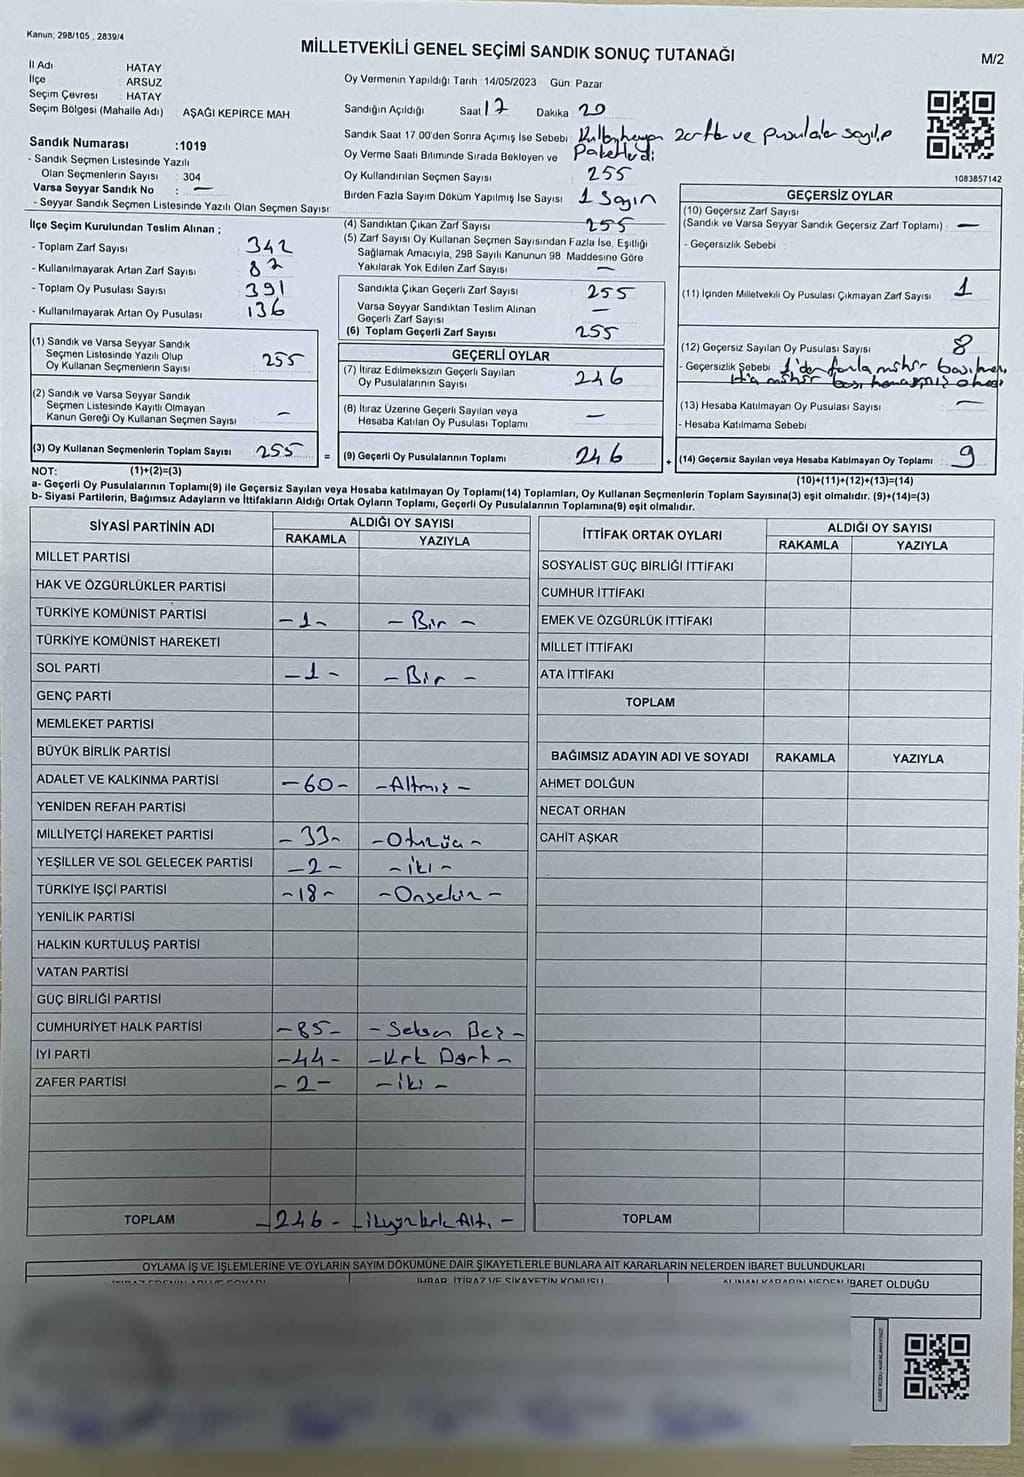 Kanun; 298/105 , 2839/4
MİLLETVEKİLİ GENEL SEÇİMİ SANDIK SONUÇ TUTANAĞI
M/2
İl Adı HATAY
İlçe ARSUZ
Seçim Çevresi : HATAY
Seçim Bölgesi (Mahalle Adı) AŞAĞI KEPİRCE MAH
Oy Vermenin Yapıldığı Tarih 14/05/2023 Gün Pazar
Sandığın Açıldığı Saat 17 Dakika 20
Sandık Saat 17.00'den Sonra Açımış İse Sebebi zarflar ve pusulalar sayılıp
Paketlendi
Oy Verme Saati Bitiminde Sırada Bekleyen ve
Oy Kullandırılan Seçmen Sayısı 255
Birden Fazla Sayım Döküm Yapılmış İse Sayısı 1 Sayın
1083857142
Sandık Numarası :1019
- Sandık Seçmen Listesinde Yazılı
Olan Seçmenlerin Sayısı : 304
Varsa Seyyar Sandık No : —
- Seyyar Sandık Seçmen Listesinde Yazılı Olan Seçmen Sayısı
İlçe Seçim Kurulundan Teslim Alınan ;
- Toplam Zarf Sayısı 342
- Kullanılmayarak Artan Zarf Sayısı 87
- Toplam Oy Pusulası Sayısı 391
- Kullanılmayarak Artan Oy Pusulası 136
(1) Sandık ve Varsa Seyyar Sandık
Seçmen Listesinde Yazılı Olup
Oy Kullanan Seçmenlerin Sayısı 255
(2) Sandık ve Varsa Seyyar Sandık
Seçmen Listesinde Kayıtlı Olmayan
Kanun Gereği Oy Kullanan Seçmen Sayısı —
(3) Oy Kullanan Seçmenlerin Toplam Sayısı 255 =
(4) Sandıktan Çıkan Zarf Sayısı 255
(5) Zarf Sayısı Oy Kullanan Seçmen Sayısından Fazla İse, Eşitliği
Sağlamak Amacıyla, 298 Sayılı Kanunun 98. Maddesine Göre
Yakılarak Yok Edilen Zarf Sayısı —
Sandıkta Çıkan Geçerli Zarf Sayısı 255
Varsa Seyyar Sandıktan Teslim Alınan
Geçerli Zarf Sayısı —
(6) Toplam Geçerli Zarf Sayısı 255
GEÇERLİ OYLAR
(7) İtiraz Edilmeksizin Geçerli Sayılan
Oy Pusulalarının Sayısı 246
(8) İtiraz Üzerine Geçerli Sayılan veya
Hesaba Katılan Oy Pusulası Toplamı —
(9) Geçerli Oy Pusulalarının Toplamı 246 +
GEÇERSİZ OYLAR
(10) Geçersiz Zarf Sayısı
(Sandık ve Varsa Seyyar Sandık Geçersiz Zarf Toplamı) : —
- Geçersizlik Sebebi :
(11) İçinden Milletvekili Oy Pusulası Çıkmayan Zarf Sayısı 1
(12) Geçersiz Sayılan Oy Pusulası Sayısı 8
- Geçersizlik Sebebi 1'den fazla mühür
mühür
(13) Hesaba Katılmayan Oy Pusulası Sayısı : —
- Hesaba Katılmama Sebebi
(14) Geçersiz Sayılan veya Hesaba Katılmayan Oy Toplamı 9
NOT: (1)+(2)=(3)
(10)+(11)+(12)+(13)=(14)
a- Geçerli Oy Pusulalarının Toplamı(9) ile Geçersiz Sayılan veya Hesaba katılmayan Oy Toplamı(14) Toplamları, Oy Kullanan Seçmenlerin Toplam Sayısına(3) eşit olmalıdır. (9)+(14)=(3)
b- Siyasi Partilerin, Bağımsız Adayların ve İttifakların Aldığı Ortak Oyların Toplamı, Geçerli Oy Pusulalarının Toplamına(9) eşit olmalıdır.
SİYASİ PARTİNİN ADI ALDIĞI OY SAYISI
RAKAMLA YAZIYLA
MİLLET PARTİSİ
HAK VE ÖZGÜRLÜKLER PARTİSİ
TÜRKİYE KOMÜNİST PARTİSİ -1- -Bir-
TÜRKİYE KOMÜNİST HAREKETİ
SOL PARTİ -1- -Bir-
GENÇ PARTİ
MEMLEKET PARTİSİ
BÜYÜK BİRLİK PARTİSİ
ADALET VE KALKINMA PARTİSİ -60- -Altmış-
YENİDEN REFAH PARTİSİ
MİLLİYETÇİ HAREKET PARTİSİ -33- -Otuzüç-
YEŞİLLER VE SOL GELECEK PARTİSİ -2- -iki-
TÜRKİYE İŞÇİ PARTİSİ -18- -Onsekiz-
YENİLİK PARTİSİ
HALKIN KURTULUŞ PARTİSİ
VATAN PARTİSİ
GÜÇ BİRLİĞİ PARTİSİ
CUMHURİYET HALK PARTİSİ -85- -Seksen Beş-
İYİ PARTİ -44- -Kırk Dört-
ZAFER PARTİSİ -2- -iki-
TOPLAM -246- -ikiyüzkırk Altı-
İTTİFAK ORTAK OYLARI ALDIĞI OY SAYISI
RAKAMLA YAZIYLA
SOSYALİST GÜÇ BİRLİĞİ İTTİFAKI
CUMHUR İTTİFAKI
EMEK VE ÖZGÜRLÜK İTTİFAKI
MİLLET İTTİFAKI
ATA İTTİFAKI
TOPLAM
BAĞIMSIZ ADAYIN ADI VE SOYADI RAKAMLA YAZIYLA
AHMET DOLĞUN
NECAT ORHAN
CAHİT AŞKAR
TOPLAM
OYLAMA İŞ VE İŞLEMLERİNE VE OYLARIN SAYIM DÖKÜMÜNE DAİR ŞİKAYETLERLE BUNLARA AİT KARARLARIN NELERDEN İBARET BULUNDUKLARI
İHBAR, İTİRAZ VE ŞİKAYETİN KONUSU ALINAN KARARIN NEDEN İBARET OLDUĞU